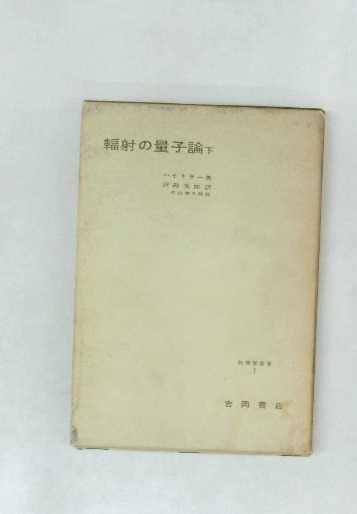 輻射の量子論下
ハイトラー著
沢田克郎訳
物理学叢書
1
吉岡書店